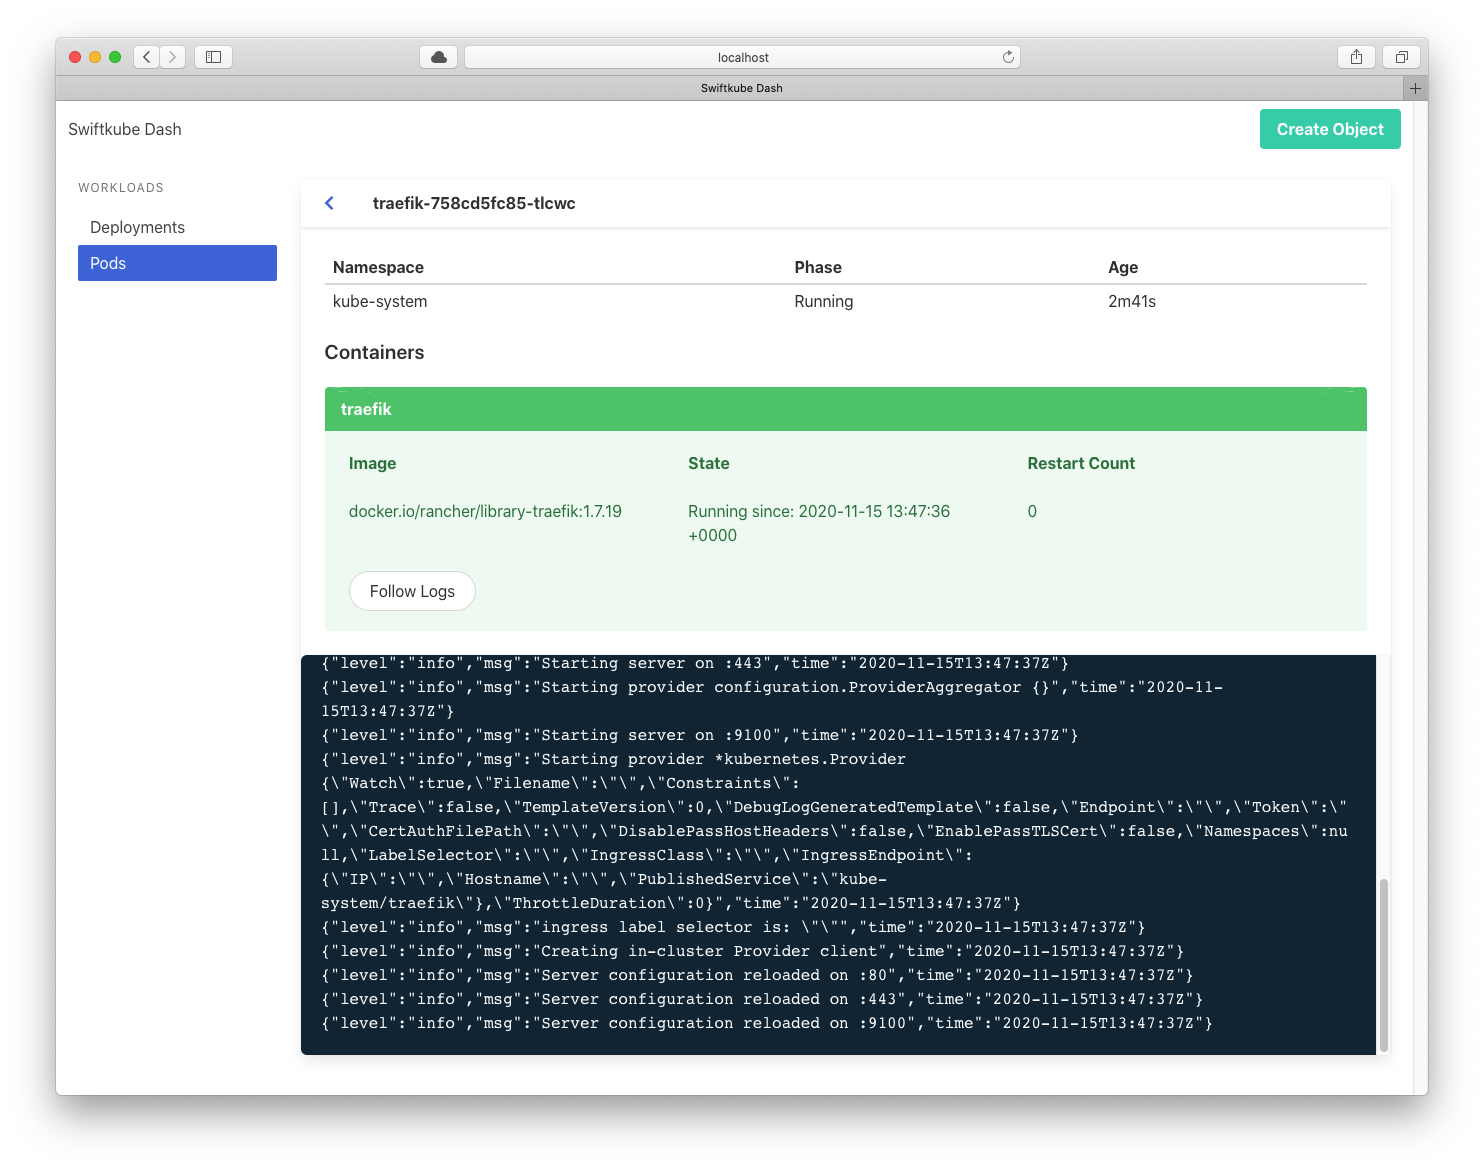 localhost
Swiftkube Dash
Swiftkube Dash
Create Object
WORKLOADS
Deployments
Pods
traefik-758cd5fc85-tlcwc
Namespace Phase Age
kube-system Running 2m41s
Containers
traefik
Image State Restart Count
docker.io/rancher/library-traefik:1.7.19 Running since: 2020-11-15 13:47:36 0
+0000
Follow Logs
{"level":"info","msg":"Starting server on :443","time":"2020-11-15T13:47:37Z"}
{"level":"info","msg":"Starting provider configuration.ProviderAggregator {}","time":"2020-11-
15T13:47:37Z"}
{"level":"info","msg":"Starting server on :9100","time":"2020-11-15T13:47:37Z"}
{"level":"info","msg":"Starting provider *kubernetes.Provider
{\"Watch\":true,\"Filename\":\"\",\"Constraints\":
[],\"Trace\":false,\"TemplateVersion\":0,\"DebugLogGeneratedTemplate\":false,\"Endpoint\":\"\",\"Token\":\"
\",\"CertAuthFilePath\":\"\",\"DisablePassHostHeaders\":false,\"EnablePassTLSCert\":false,\"Namespaces\":nu
ll,\"LabelSelector\":\"\",\"IngressClass\":\"\",\"IngressEndpoint\":
{\"IP\":\"\",\"Hostname\":\"\",\"PublishedService\":\"kube-
system/traefik\"},\"ThrottleDuration\":0}","time":"2020-11-15T13:47:37Z"}
{"level":"info","msg":"ingress label selector is: \"\"","time":"2020-11-15T13:47:37Z"}
{"level":"info","msg":"Creating in-cluster Provider client","time":"2020-11-15T13:47:37Z"}
{"level":"info","msg":"Server configuration reloaded on :80","time":"2020-11-15T13:47:37Z"}
{"level":"info","msg":"Server configuration reloaded on :443","time":"2020-11-15T13:47:37Z"}
{"level":"info","msg":"Server configuration reloaded on :9100","time":"2020-11-15T13:47:37Z"}